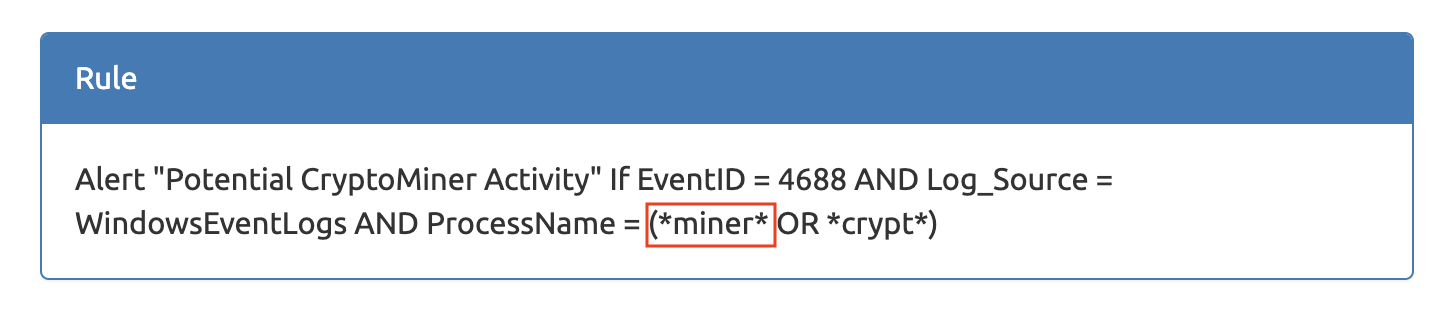 Rule
Alert "Potential CryptoMiner Activity" If EventID = 4688 AND Log_Source =
WindowsEventLogs AND ProcessName = (*miner* OR *crypt*)